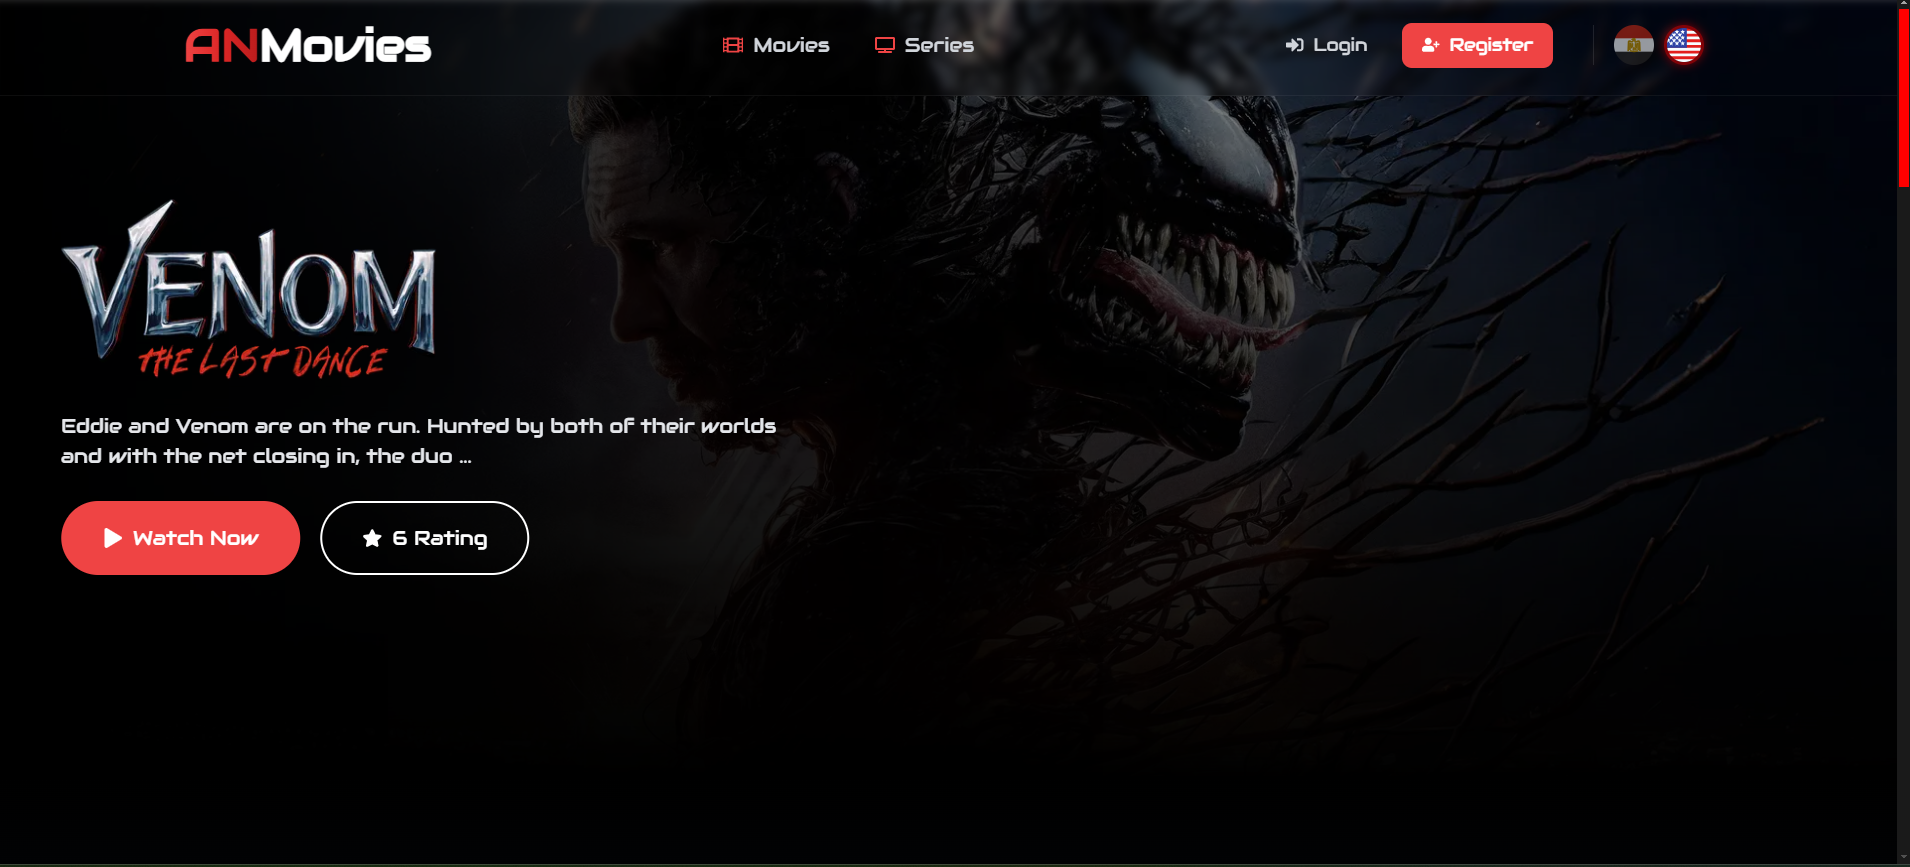 ANMovies
Movies
Series
Login
Register
VENOM
THE LAST DANCE
Eddie and Venom are on the run. Hunted by both of their worlds
and with the net closing in, the duo ...
Watch Now
6 Rating